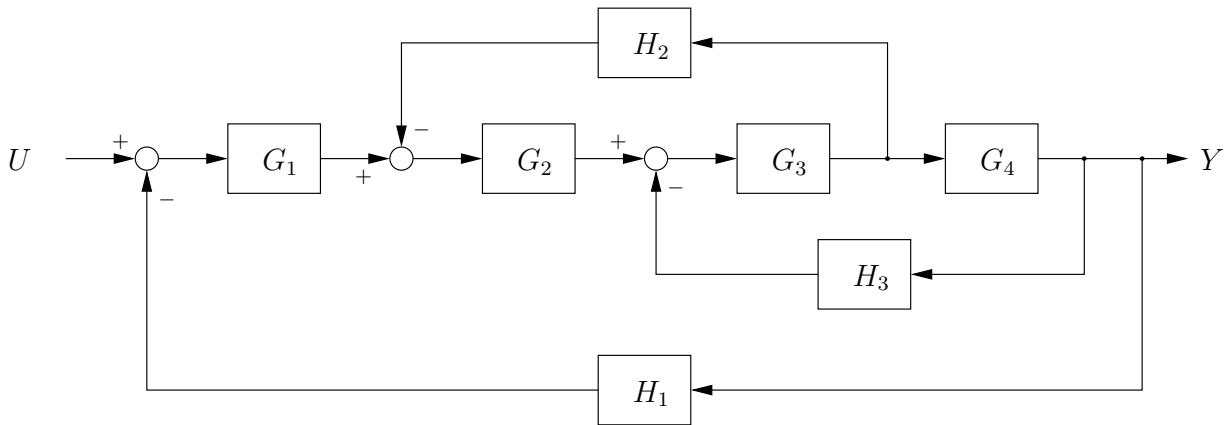 H₂
−
U + G₁ + G₂ + G₃ G₄ Y
− −
H₃
H₁